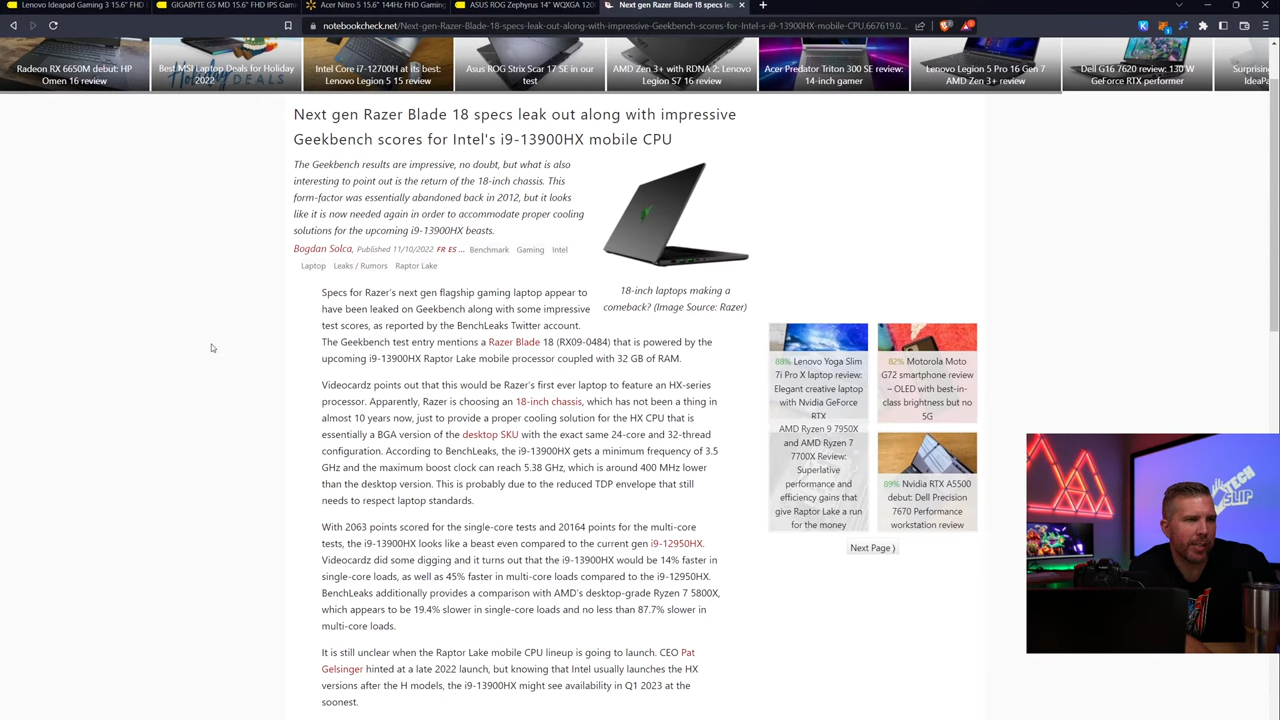 Lenovo Ideapad Gaming 3 15.6" FHD
GIGABYTE G5 MD 15.6" FHD IPS Game
Acer Nitro 5 15.6" 144Hz FHD Gaming
ASUS ROG Zephyrus 14" WQXGA 120
Next gen Razer Blade 18 specs lea
notebookcheck.net/Next-gen-Razer-Blade-18-specs-leak-out-along-with-impressive-Geekbench-scores-for-Intel-s-i9-13900HX-mobile-CPU.667619.0.
Radeon RX 6650M debut: HP
Omen 16 review
Best MSI Laptop Deals for Holiday
2022
Intel Core i7-12700H at its best:
Lenovo Legion 5 15 review
Asus ROG Strix Scar 17 SE in our
test
AMD Zen 3+ with RDNA 2: Lenovo
Legion S7 16 review
Acer Predator Triton 300 SE review:
14-inch gamer
Lenovo Legion 5 Pro 16 Gen 7
AMD Zen 3+ review
Dell G16 7620 review: 130 W
GeForce RTX performer
Surprising
IdeaPa
Next gen Razer Blade 18 specs leak out along with impressive
Geekbench scores for Intel's i9-13900HX mobile CPU
The Geekbench results are impressive, no doubt, but what is also
interesting to point out is the return of the 18-inch chassis. This
form-factor was essentially abandoned back in 2012, but it looks
like it is now needed again in order to accommodate proper cooling
solutions for the upcoming i9-13900HX beasts.
Bogdan Solca, Published 11/10/2022 FR ES ... Benchmark Gaming Intel
Laptop Leaks / Rumors Raptor Lake
18-inch laptops making a
comeback? (Image Source: Razer)
Specs for Razer's next gen flagship gaming laptop appear to
have been leaked on Geekbench along with some impressive
test scores, as reported by the BenchLeaks Twitter account.
The Geekbench test entry mentions a Razer Blade 18 (RX09-0484) that is powered by the
upcoming i9-13900HX Raptor Lake mobile processor coupled with 32 GB of RAM.
Videocardz points out that this would be Razer's first ever laptop to feature an HX-series
processor. Apparently, Razer is choosing an 18-inch chassis, which has not been a thing in
almost 10 years now, just to provide a proper cooling solution for the HX CPU that is
essentially a BGA version of the desktop SKU with the exact same 24-core and 32-thread
configuration. According to BenchLeaks, the i9-13900HX gets a minimum frequency of 3.5
GHz and the maximum boost clock can reach 5.38 GHz, which is around 400 MHz lower
than the desktop version. This is probably due to the reduced TDP envelope that still
needs to respect laptop standards.
With 2063 points scored for the single-core tests and 20164 points for the multi-core
tests, the i9-13900HX looks like a beast even compared to the current gen i9-12950HX.
Videocardz did some digging and it turns out that the i9-13900HX would be 14% faster in
single-core loads, as well as 45% faster in multi-core loads compared to the i9-12950HX.
BenchLeaks additionally provides a comparison with AMD's desktop-grade Ryzen 7 5800X,
which appears to be 19.4% slower in single-core loads and no less than 87.7% slower in
multi-core loads.
It is still unclear when the Raptor Lake mobile CPU lineup is going to launch. CEO Pat
Gelsinger hinted at a late 2022 launch, but knowing that Intel usually launches the HX
versions after the H models, the i9-13900HX might see availability in Q1 2023 at the
soonest.
88% Lenovo Yoga Slim
7i Pro X laptop review:
Elegant creative laptop
with Nvidia GeForce
RTX
82% Motorola Moto
G72 smartphone review
– OLED with best-in-
class brightness but no
5G
AMD Ryzen 9 7950X
and AMD Ryzen 7
7700X Review:
Superlative
performance and
efficiency gains that
give Raptor Lake a run
for the money
89% Nvidia RTX A5500
debut: Dell Precision
7670 Performance
workstation review
Next Page ⟩
TECH
SLIP